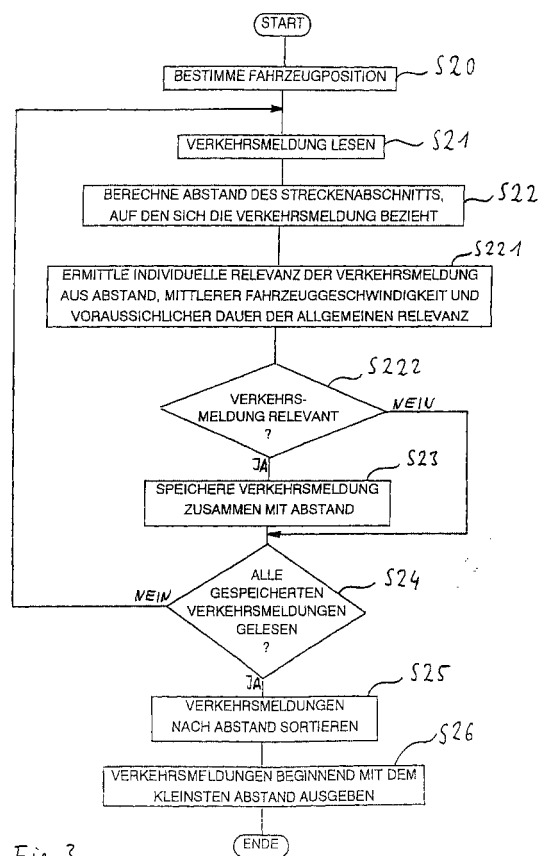 START
BESTIMME FAHRZEUGPOSITION
S20
VERKEHRSMELDUNG LESEN
S21
BERECHNE ABSTAND DES STRECKENABSCHNITTS,
AUF DEN SICH DIE VERKEHRSMELDUNG BEZIEHT
S22
S221
ERMITTLE INDIVIDUELLE RELEVANZ DER VERKEHRSMELDUNG
AUS ABSTAND, MITTLERER FAHRZEUGGESCHWINDIGKEIT UND
VORAUSSICHLICHER DAUER DER ALLGEMEINEN RELEVANZ
S222
VERKEHRS-
MELDUNG RELEVANT
?
NEIN
JA
S23
SPEICHERE VERKEHRSMELDUNG
ZUSAMMEN MIT ABSTAND
ALLE
GESPEICHERTEN
VERKEHRSMELDUNGEN
GELESEN
?
S24
NEIN
JA
S25
VERKEHRSMELDUNGEN
NACH ABSTAND SORTIEREN
S26
VERKEHRSMELDUNGEN BEGINNEND MIT DEM
KLEINSTEN ABSTAND AUSGEBEN
ENDE
Fig. 3